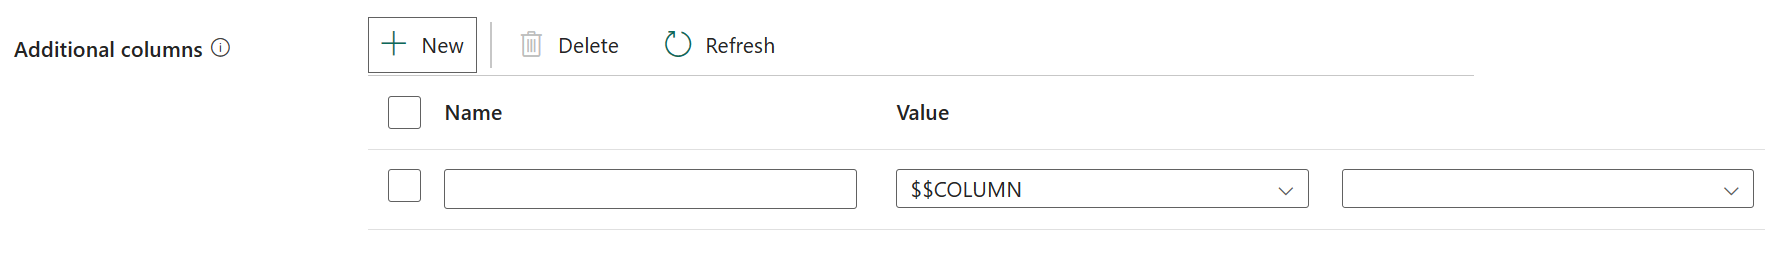 Additional columns
New
Delete
Refresh
Name
Value
$$COLUMN